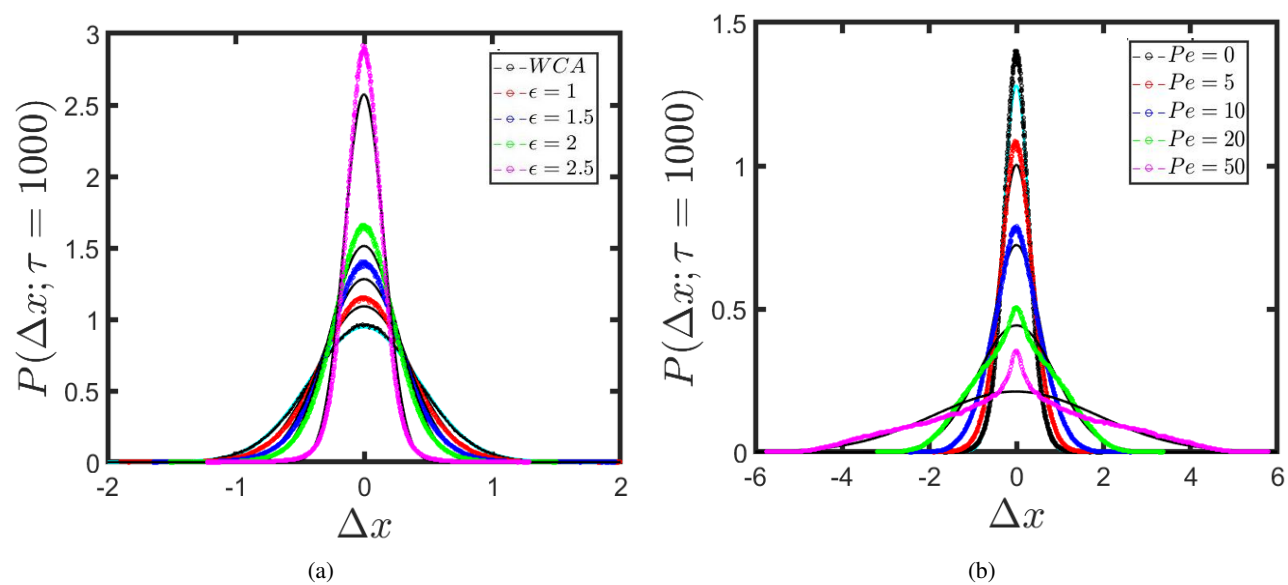 3
2.5
2
1.5
1
0.5
0
-2
-1
0
1
2
P(Δx; τ = 1000)
Δx
WCA
ϵ = 1
ϵ = 1.5
ϵ = 2
ϵ = 2.5
(a)
1.5
1
0.5
0
-6
-4
-2
0
2
4
6
P(Δx; τ = 1000)
Δx
Pe = 0
Pe = 5
Pe = 10
Pe = 20
Pe = 50
(b)